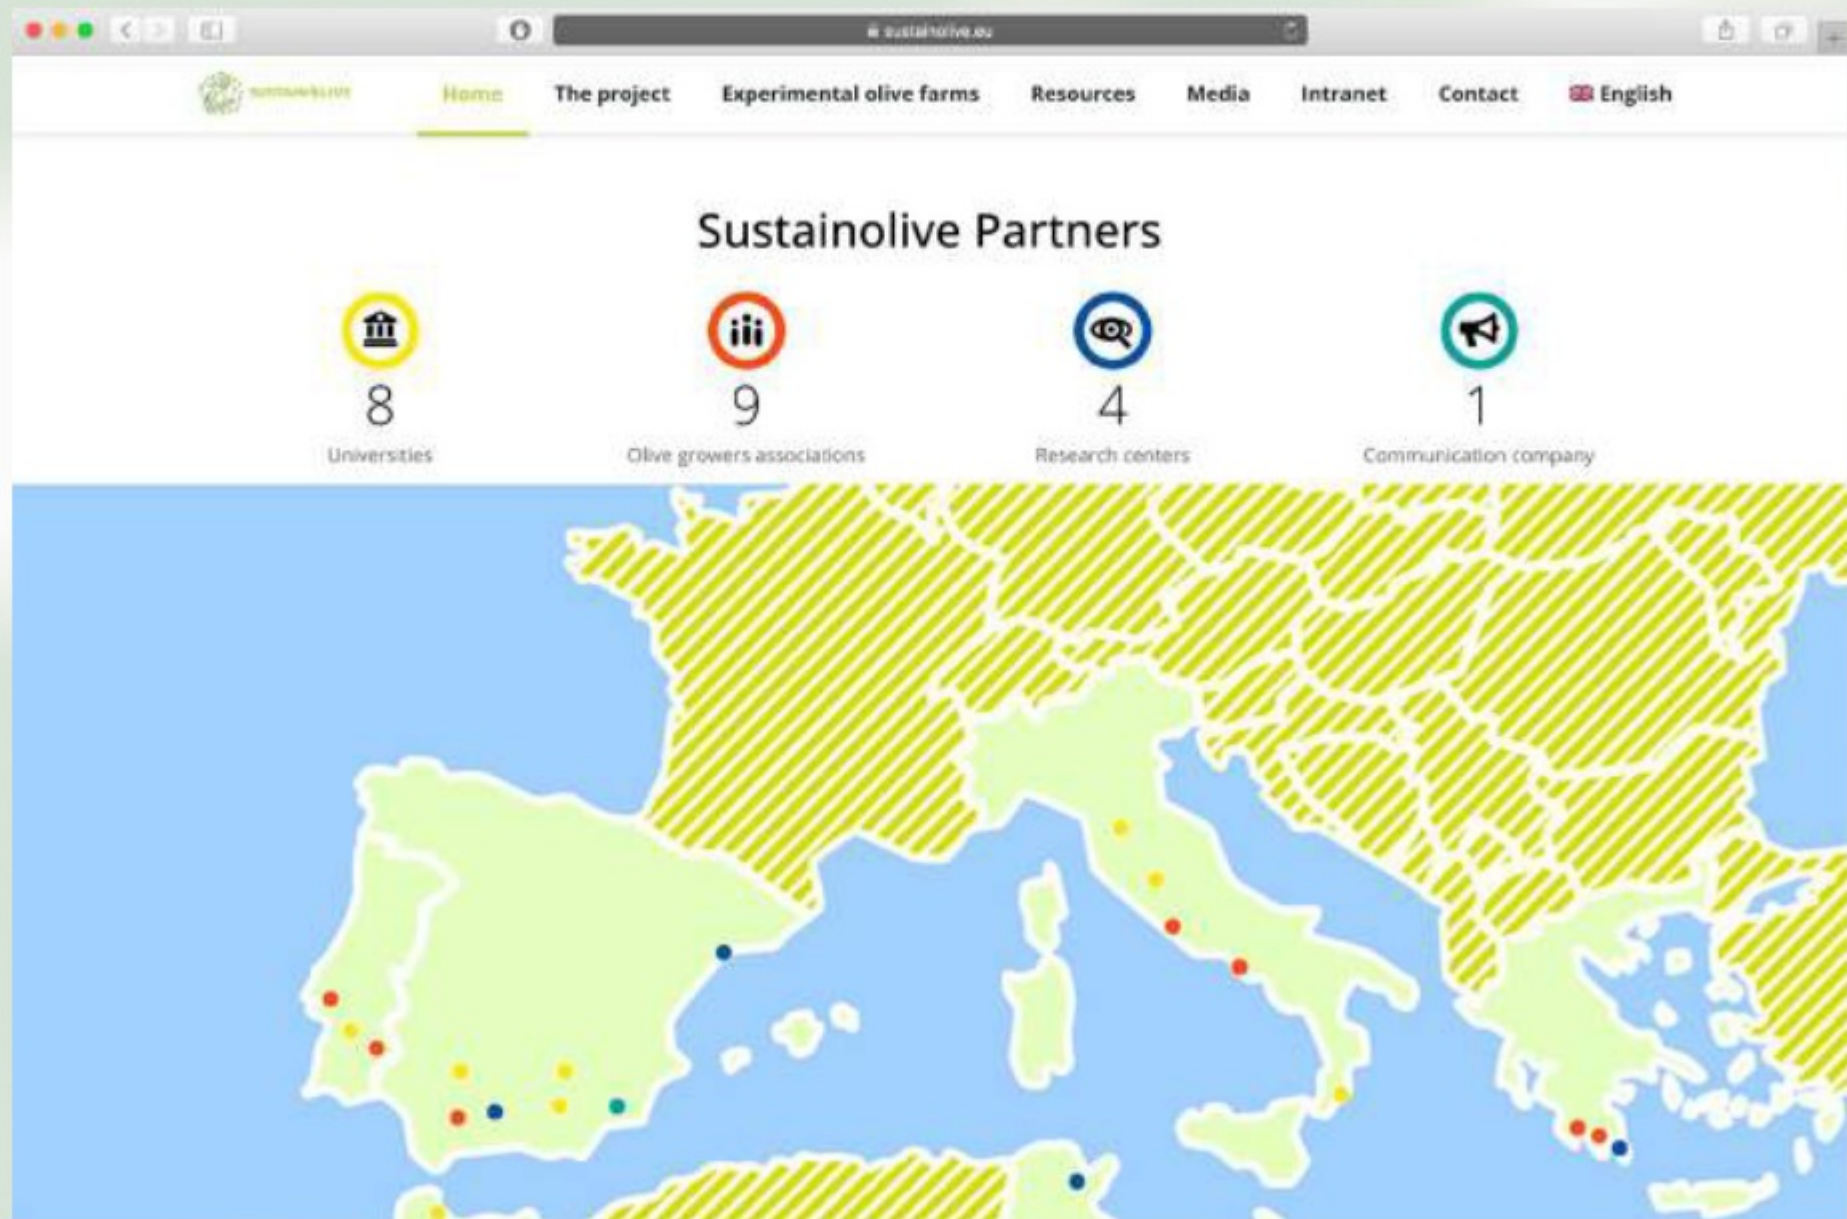 sustainolive.eu
SUSTAINOLIVE Home The project Experimental olive farms Resources Media Intranet Contact English
Sustainolive Partners
8 9 4 1
Universities Olive growers associations Research centers Communication company